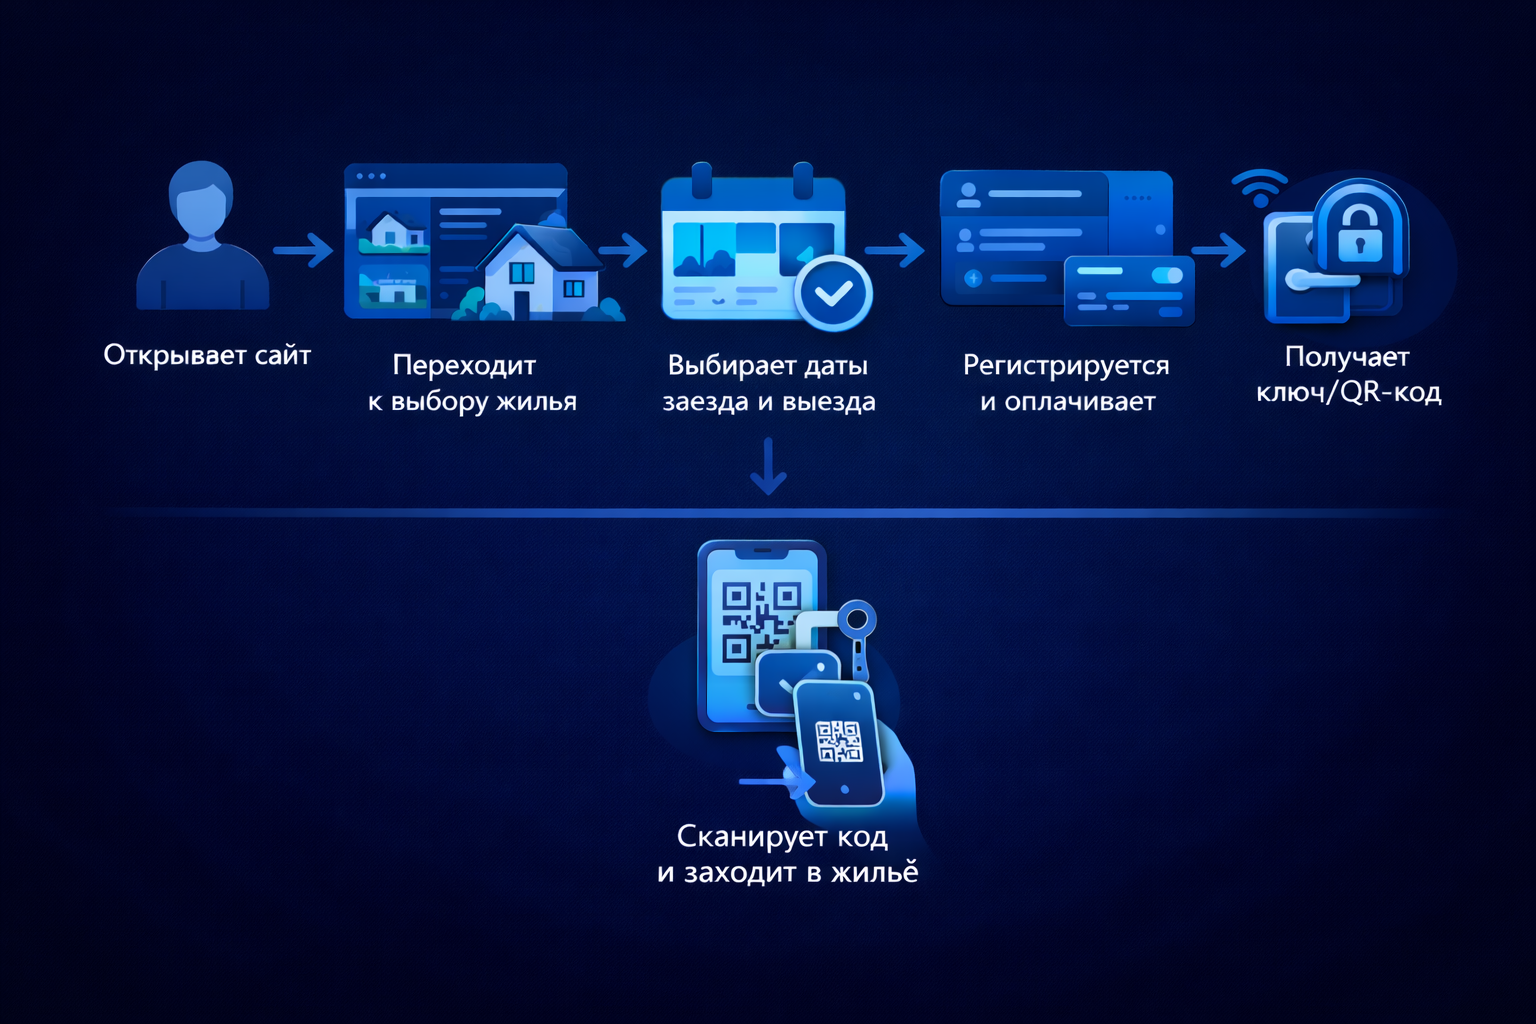 Открывает сайт
Переходит
к выбору жилья
Выбирает даты
заезда и выезда
Регистрируется
и оплачивает
Получает
ключ/QR-код
Сканирует код
и заходит в жильё